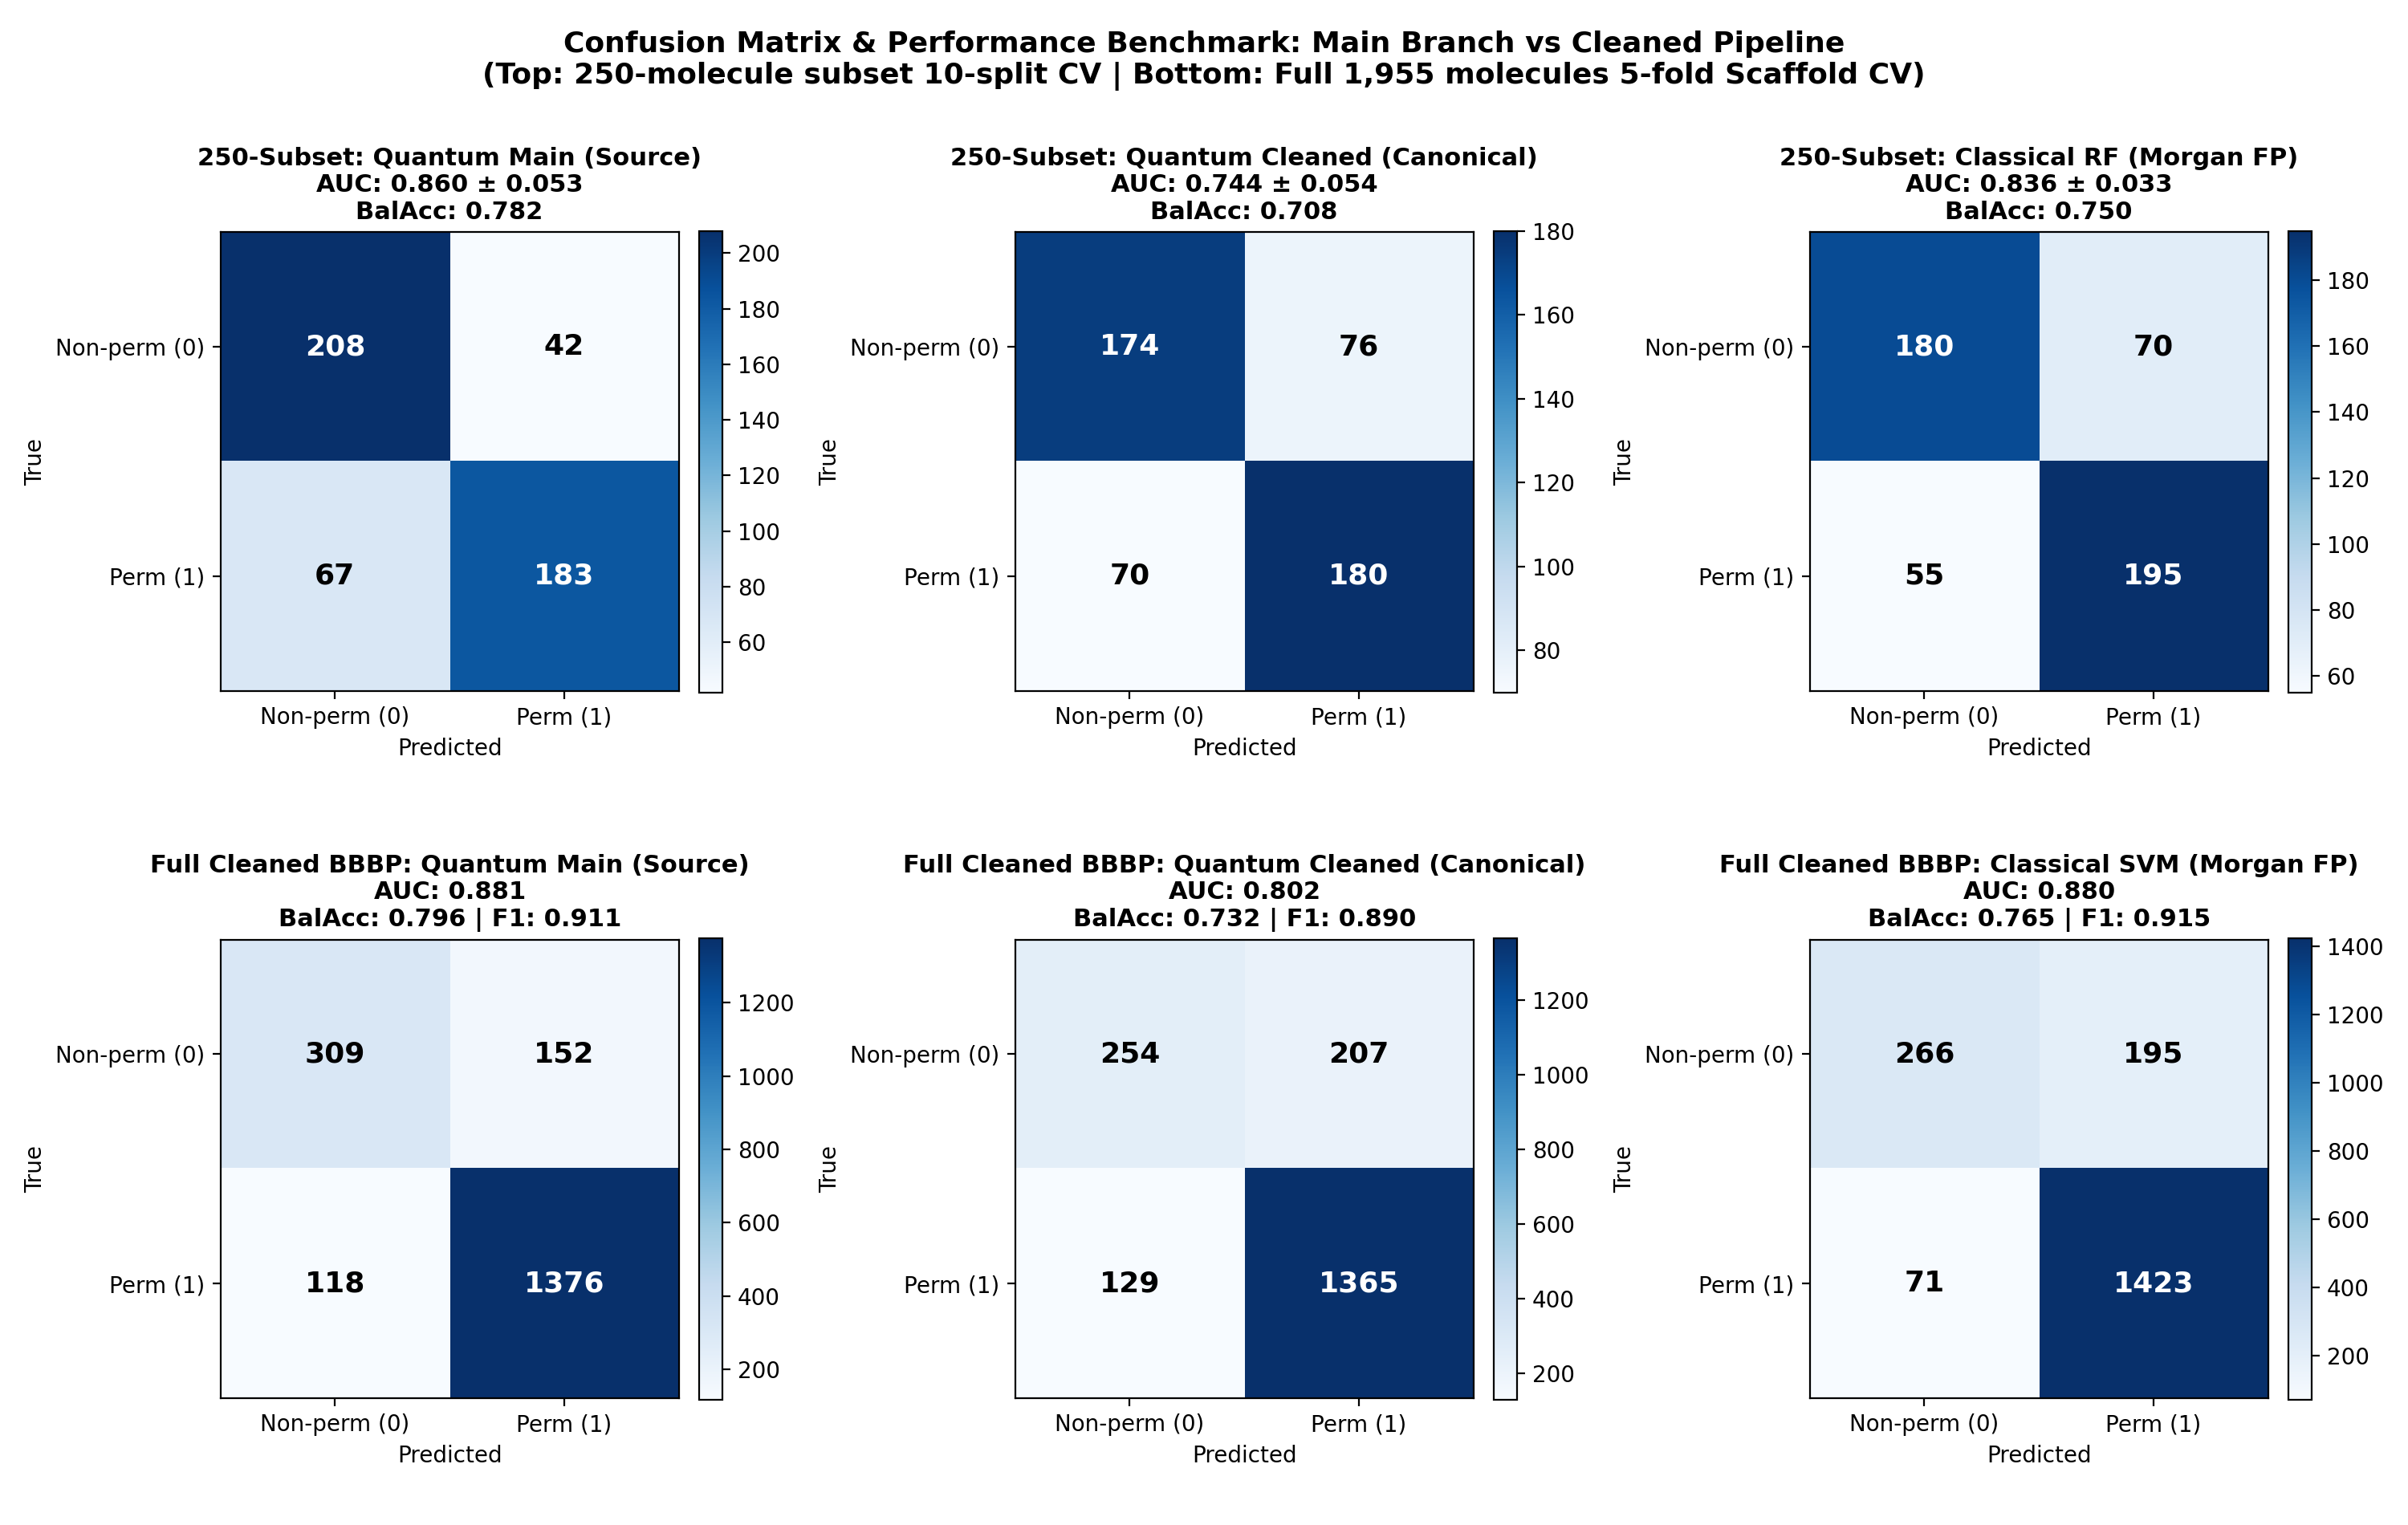 Confusion Matrix & Performance Benchmark: Main Branch vs Cleaned Pipeline
(Top: 250-molecule subset 10-split CV | Bottom: Full 1,955 molecules 5-fold Scaffold CV)
250-Subset: Quantum Main (Source)
AUC: 0.860 ± 0.053
BalAcc: 0.782
200
180
160
140
120
100
80
60
Non-perm (0)
208
42
True
Perm (1)
67
183
Non-perm (0)
Perm (1)
Predicted
250-Subset: Quantum Cleaned (Canonical)
AUC: 0.744 ± 0.054
BalAcc: 0.708
180
160
140
120
100
80
Non-perm (0)
174
76
True
Perm (1)
70
180
Non-perm (0)
Perm (1)
Predicted
250-Subset: Classical RF (Morgan FP)
AUC: 0.836 ± 0.033
BalAcc: 0.750
180
160
140
120
100
80
60
Non-perm (0)
180
70
True
Perm (1)
55
195
Non-perm (0)
Perm (1)
Predicted
Full Cleaned BBBP: Quantum Main (Source)
AUC: 0.881
BalAcc: 0.796 | F1: 0.911
1200
1000
800
600
400
200
Non-perm (0)
309
152
True
Perm (1)
118
1376
Non-perm (0)
Perm (1)
Predicted
Full Cleaned BBBP: Quantum Cleaned (Canonical)
AUC: 0.802
BalAcc: 0.732 | F1: 0.890
1200
1000
800
600
400
200
Non-perm (0)
254
207
True
Perm (1)
129
1365
Non-perm (0)
Perm (1)
Predicted
Full Cleaned BBBP: Classical SVM (Morgan FP)
AUC: 0.880
BalAcc: 0.765 | F1: 0.915
1400
1200
1000
800
600
400
200
Non-perm (0)
266
195
True
Perm (1)
71
1423
Non-perm (0)
Perm (1)
Predicted